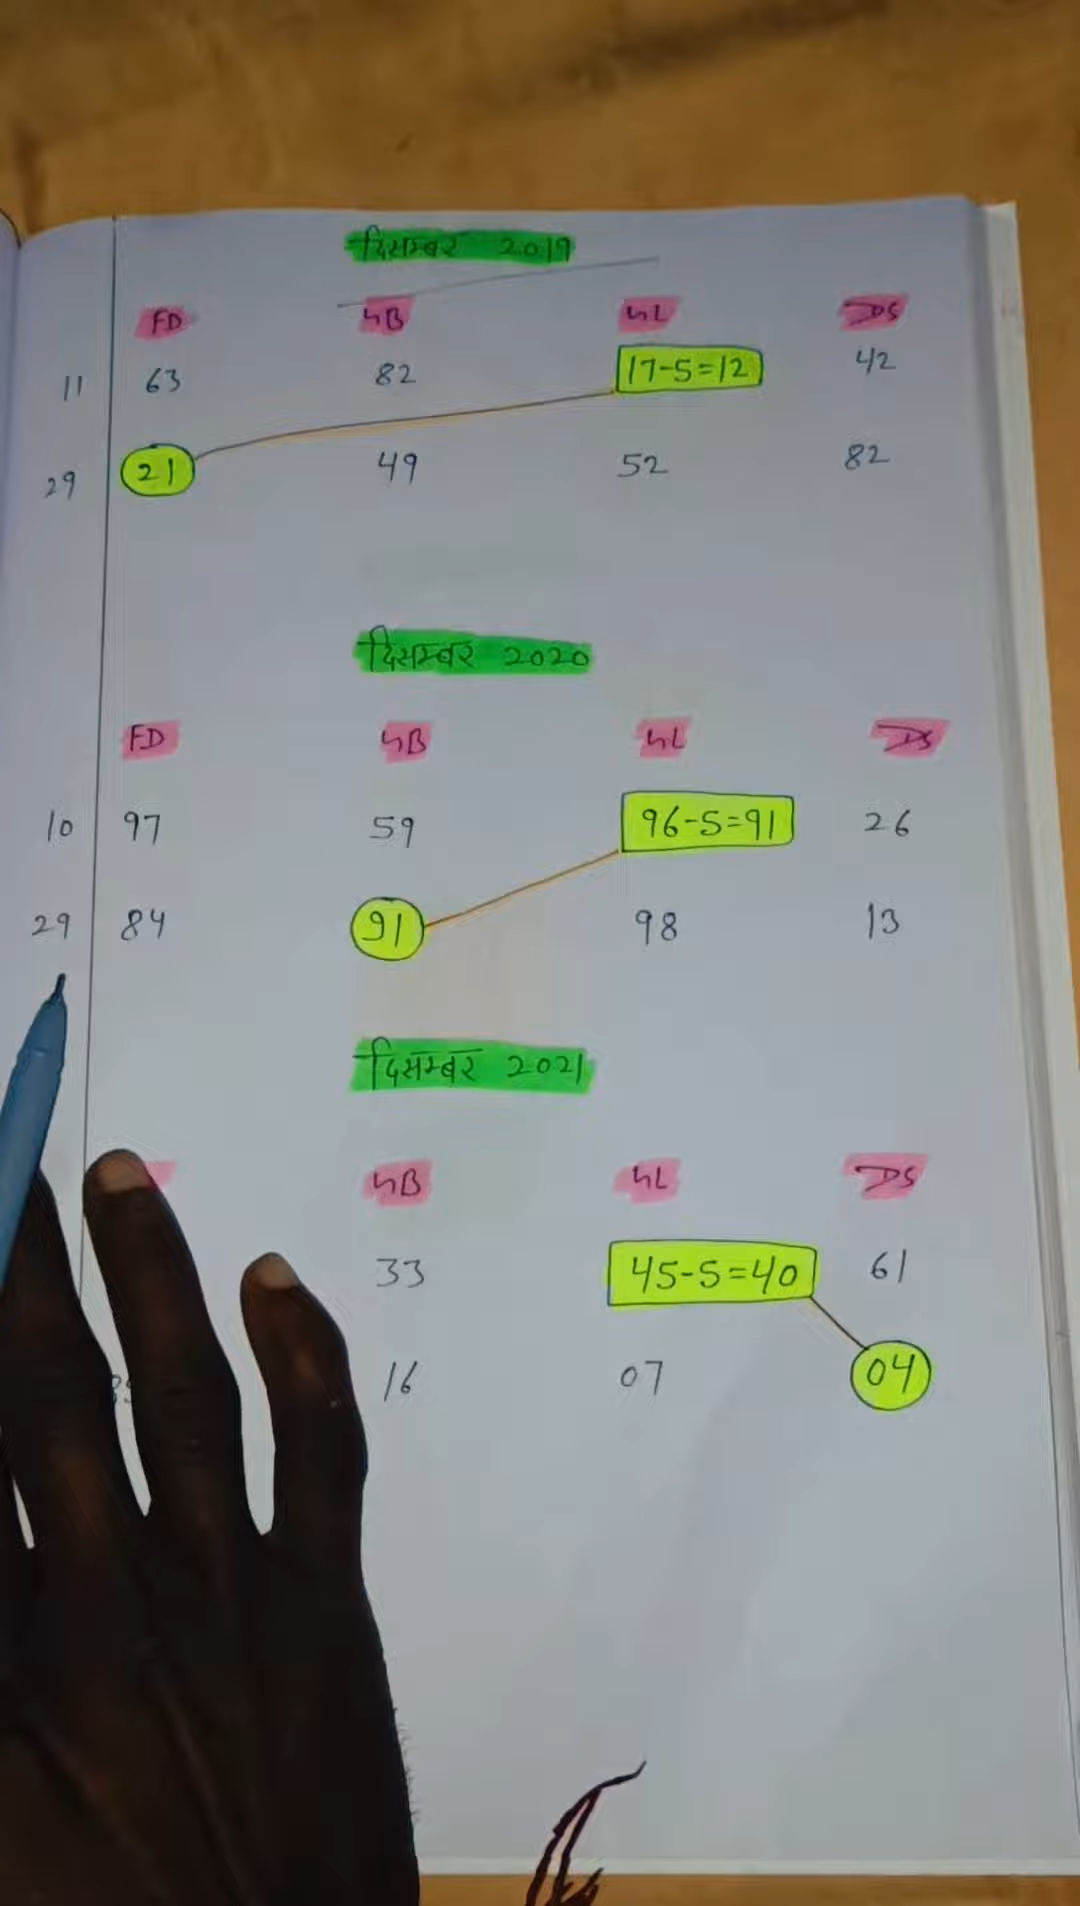 दिसम्बर 2019
FD GB GL DS
11 63 82 17-5=12 42
29 21 49 52 82
दिसम्बर 2020
FD GB GL DS
10 97 59 96-5=91 26
29 84 91 98 13
दिसम्बर 2021
GB GL DS
33 45-5=40 61
16 07 04